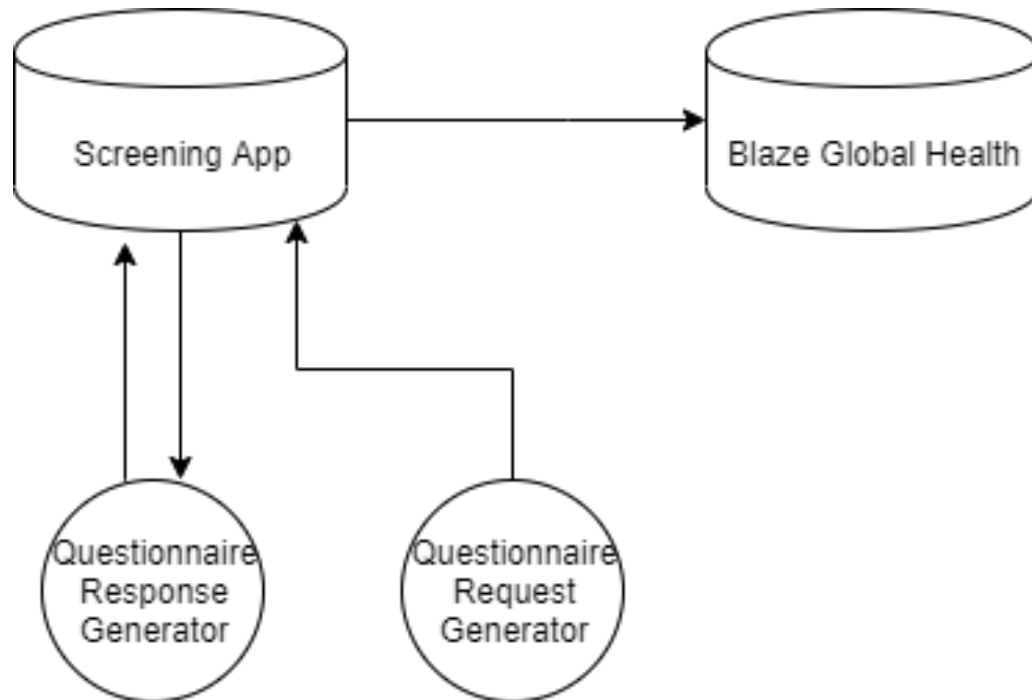 Screening App
Blaze Global Health
Questionnaire
Response
Generator
Questionnaire
Request
Generator